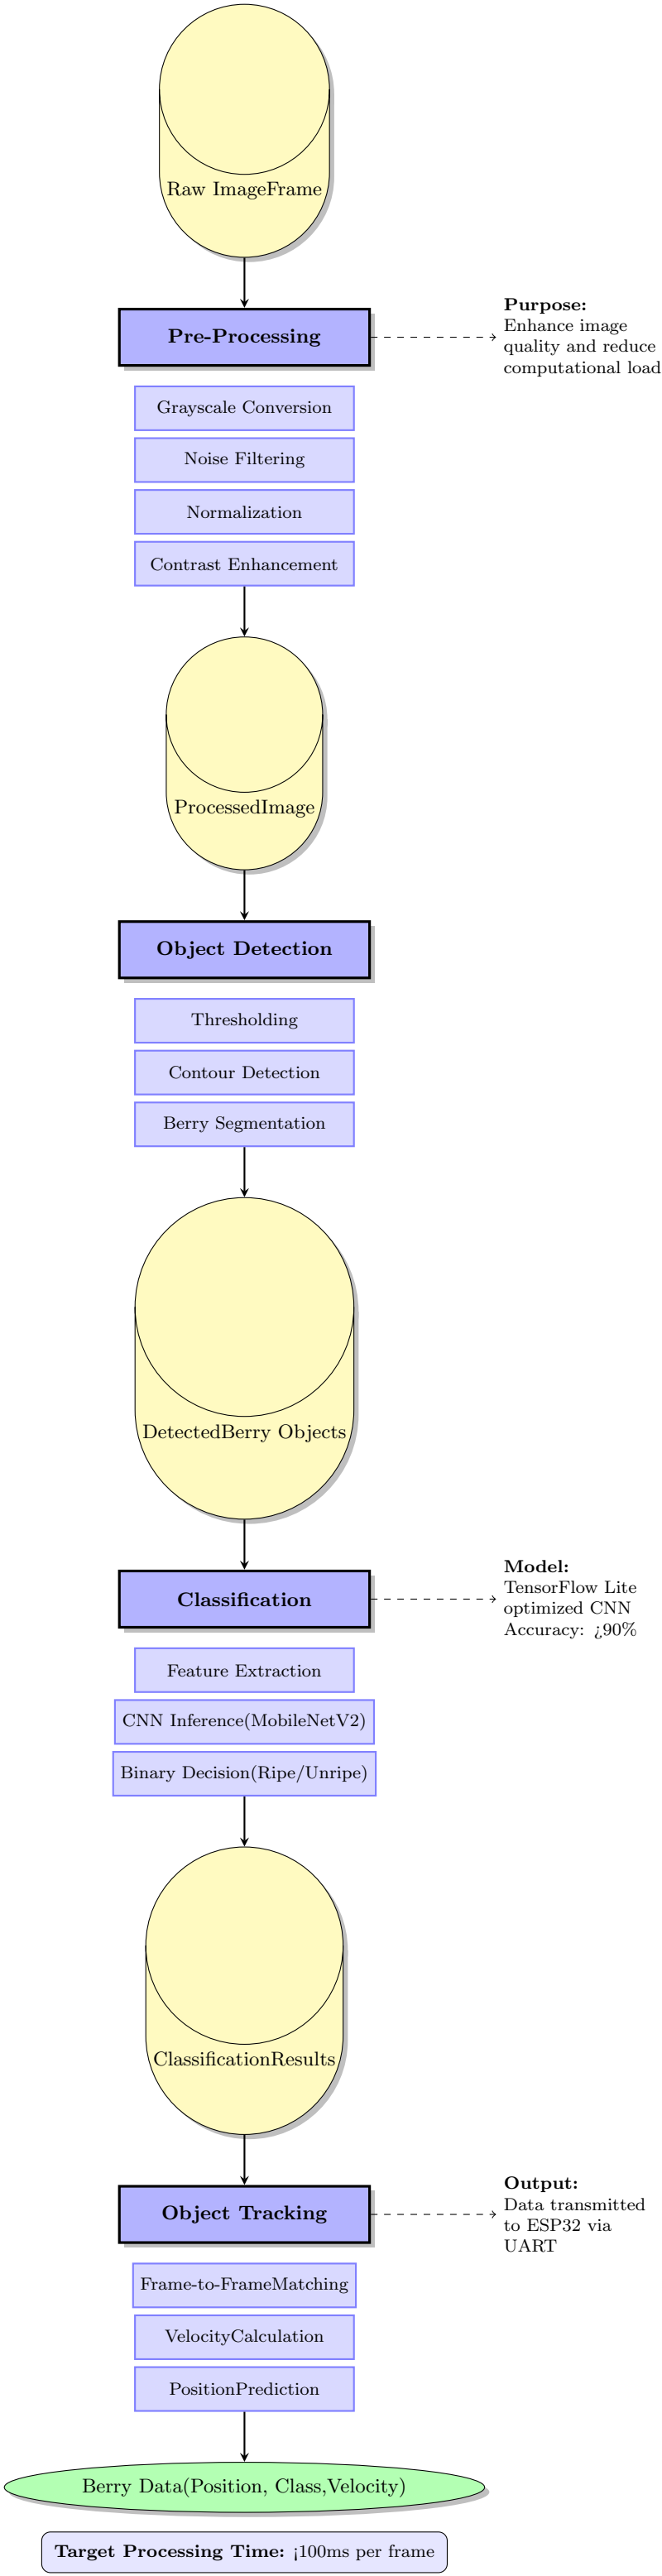 Raw ImageFrame
Pre-Processing
Purpose:
Enhance image
quality and reduce
computational load
Grayscale Conversion
Noise Filtering
Normalization
Contrast Enhancement
ProcessedImage
Object Detection
Thresholding
Contour Detection
Berry Segmentation
DetectedBerry Objects
Classification
Model:
TensorFlow Lite
optimized CNN
Accuracy: ¿90%
Feature Extraction
CNN Inference(MobileNetV2)
Binary Decision(Ripe/Unripe)
ClassificationResults
Object Tracking
Output:
Data transmitted
to ESP32 via
UART
Frame-to-FrameMatching
VelocityCalculation
PositionPrediction
Berry Data(Position, Class,Velocity)
Target Processing Time: ¡100ms per frame